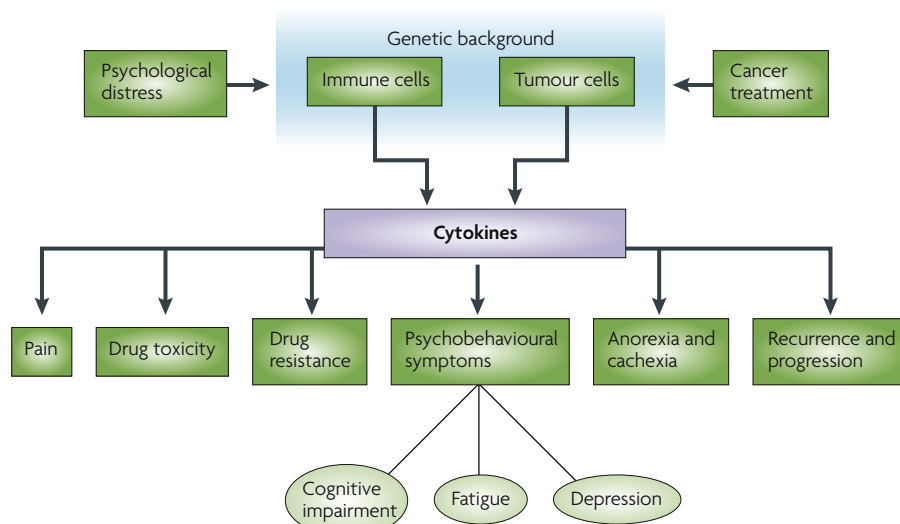 Genetic background
Psychological
distress
Immune cells
Tumour cells
Cancer
treatment
Cytokines
Pain
Drug toxicity
Drug
resistance
Psychobehavioural
symptoms
Anorexia and
cachexia
Recurrence and
progression
Cognitive
impairment
Fatigue
Depression